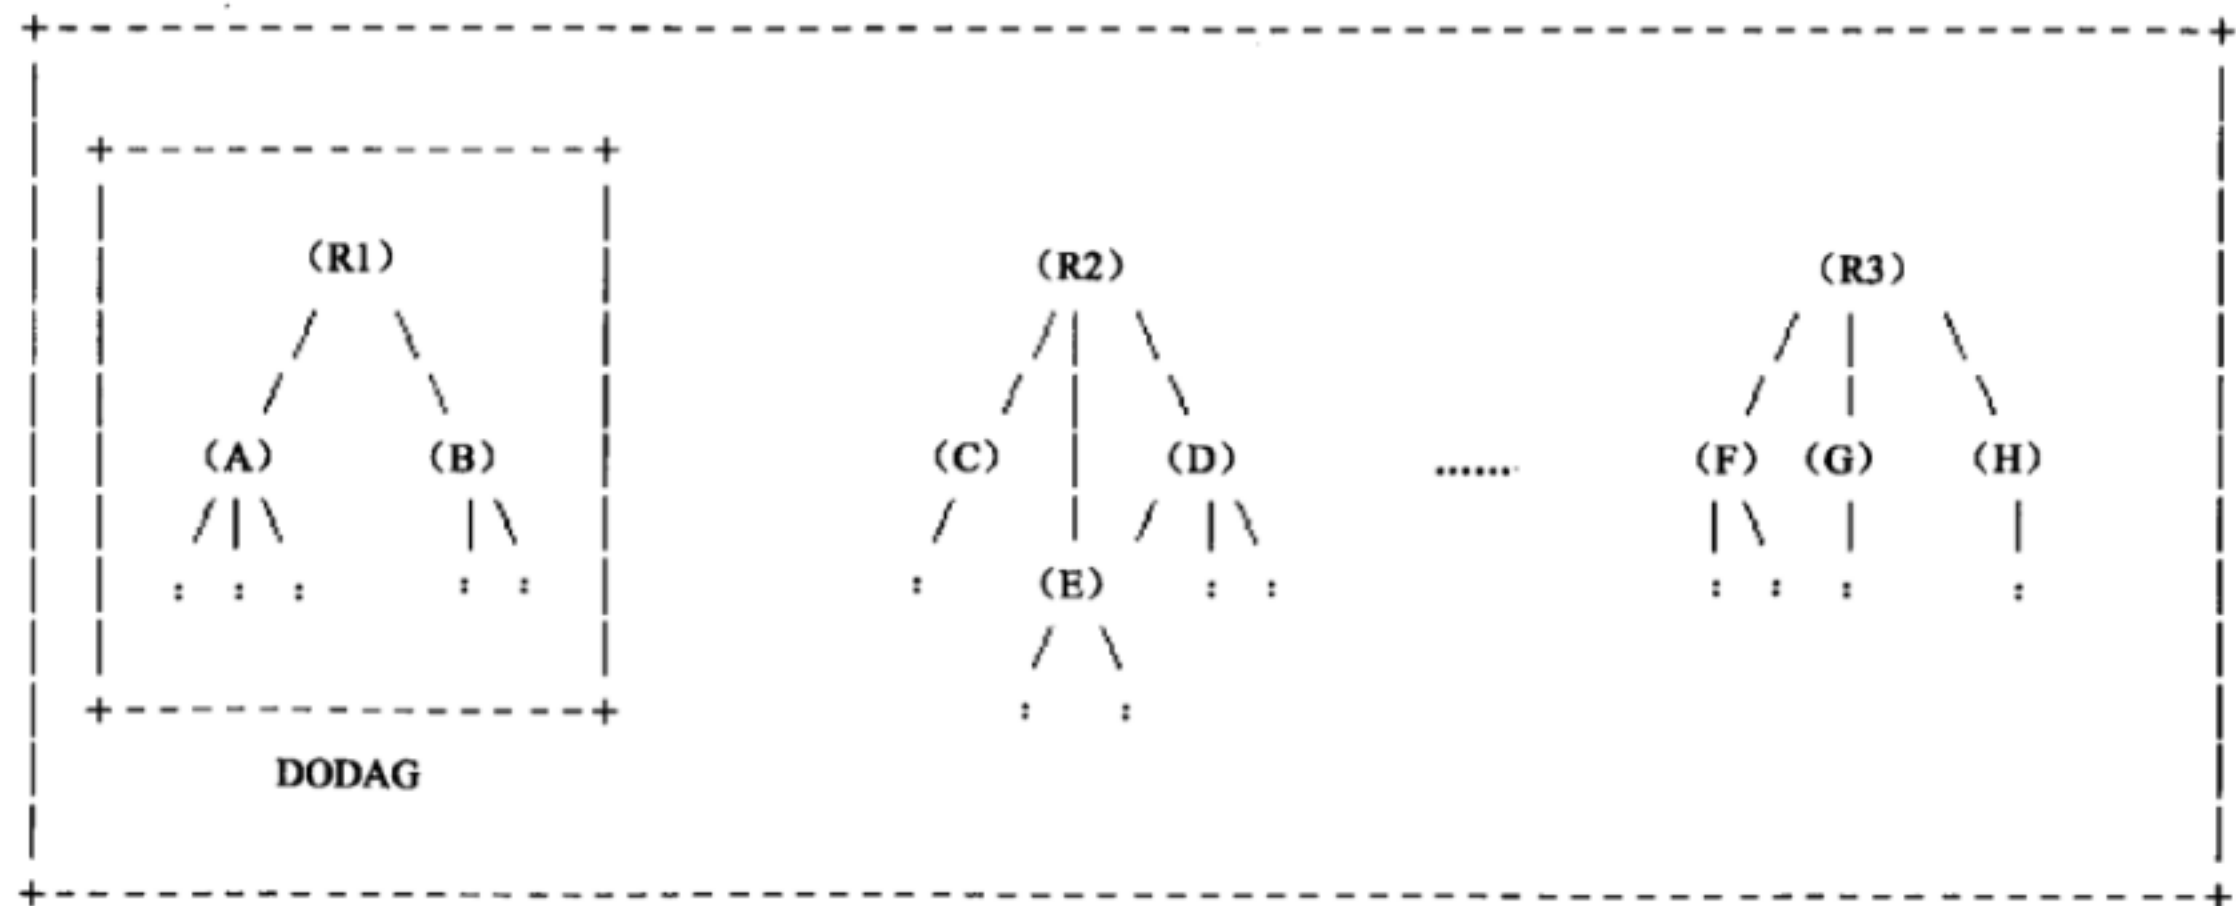 (R1) (R2) (R3)
(A) (B) (C) (D) ...... (F) (G) (H)
: : : : : : (E) : : : : : :
: :
DODAG